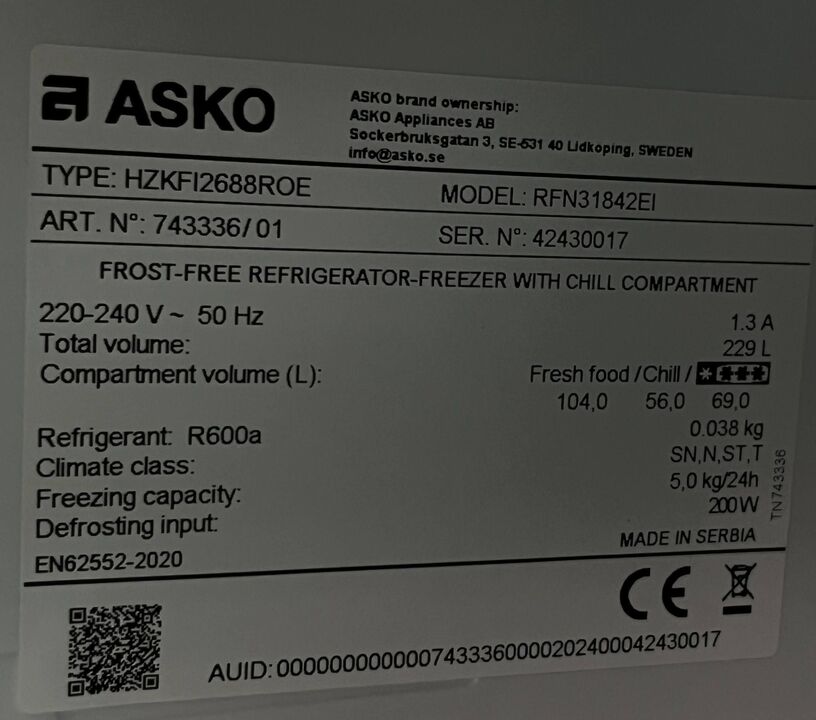 ASKO
ASKO brand ownership:
ASKO Appliances AB
Sockerbruksgatan 3, SE-531 40 Lidkoping, SWEDEN
info@asko.se
TYPE: HZKFI2688ROE MODEL: RFN31842EI
ART. N°: 743336/01 SER. N°: 42430017
FROST-FREE REFRIGERATOR-FREEZER WITH CHILL COMPARTMENT
220-240 V ~ 50 Hz 1.3 A
Total volume: 229 L
Compartment volume (L): Fresh food /Chill / ****
104,0 56,0 69,0
Refrigerant: R600a 0.038 kg
Climate class: SN,N,ST,T
Freezing capacity: 5,0 kg/24h
Defrosting input: 200W
TN743336
EN62552-2020 MADE IN SERBIA
CE
AUID: 0000000000007433360000202400042430017